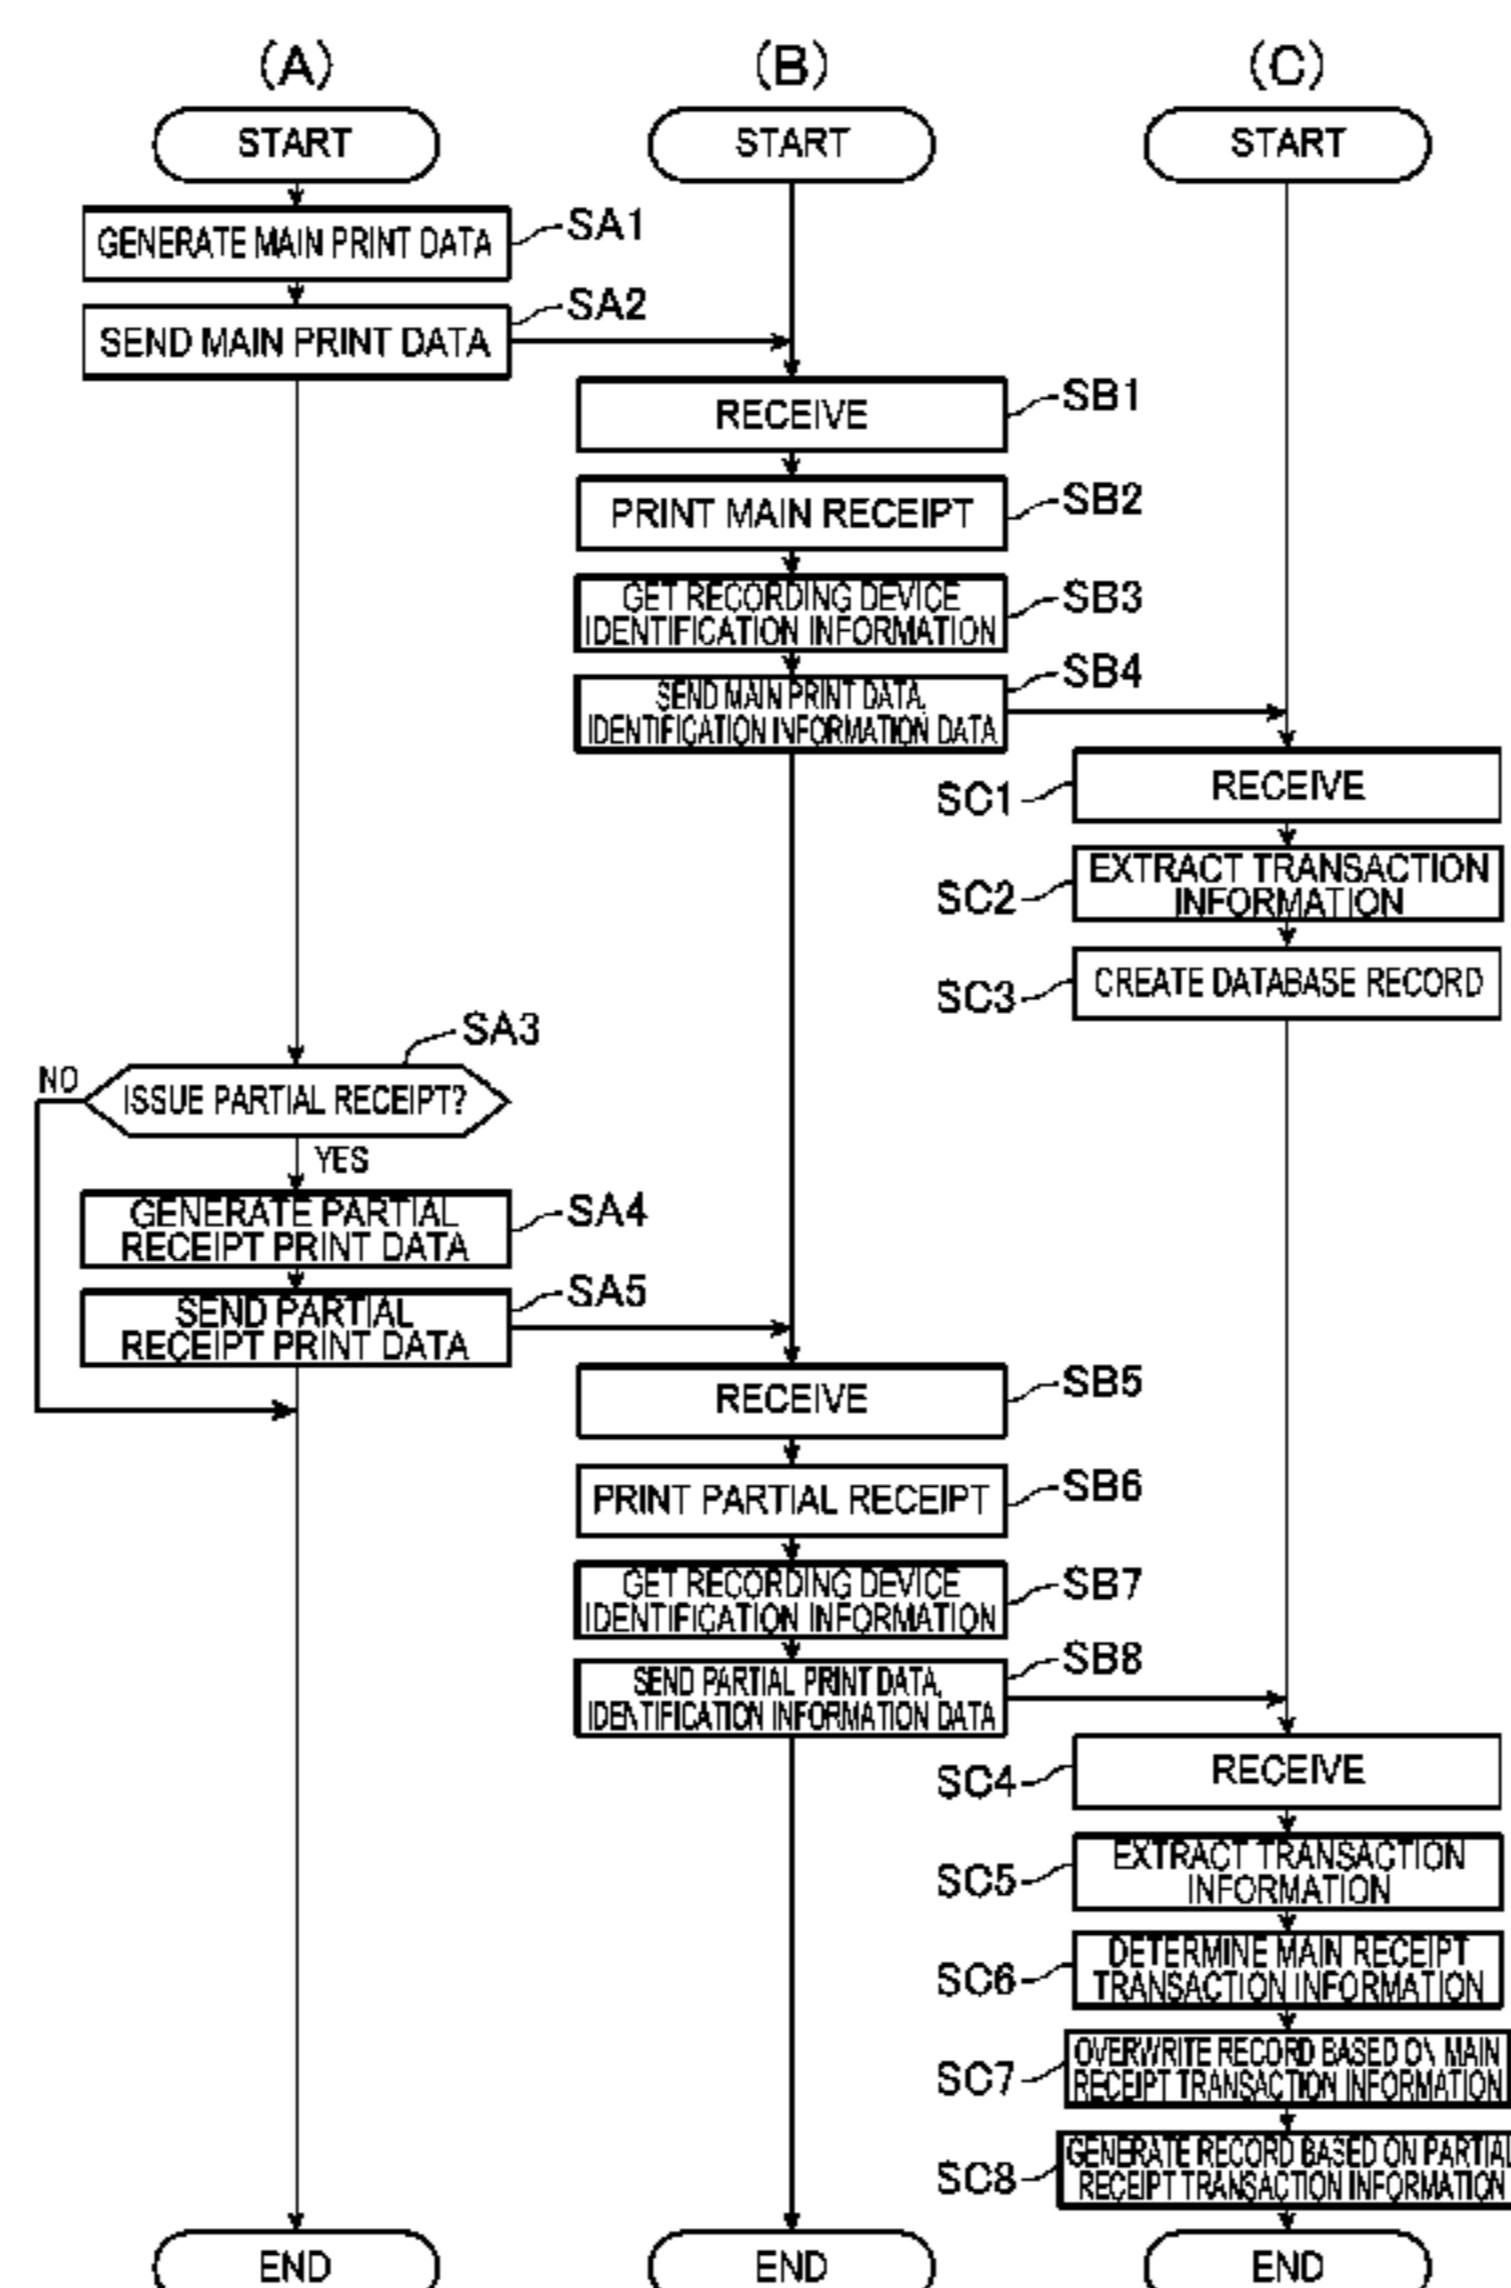 (A)
START
GENERATE MAIN PRINT DATA
SA1
SEND MAIN PRINT DATA
SA2
SA3
NO
ISSUE PARTIAL RECEIPT?
YES
GENERATE PARTIAL
RECEIPT PRINT DATA
SA4
SEND PARTIAL
RECEIPT PRINT DATA
SA5
END
(B)
START
RECEIVE
SB1
PRINT MAIN RECEIPT
SB2
GET RECORDING DEVICE
IDENTIFICATION INFORMATION
SB3
SEND MAIN PRINT DATA,
IDENTIFICATION INFORMATION DATA
SB4
RECEIVE
SB5
PRINT PARTIAL RECEIPT
SB6
GET RECORDING DEVICE
IDENTIFICATION INFORMATION
SB7
SEND PARTIAL PRINT DATA,
IDENTIFICATION INFORMATION DATA
SB8
END
(C)
START
SC1
RECEIVE
SC2
EXTRACT TRANSACTION
INFORMATION
SC3
CREATE DATABASE RECORD
SC4
RECEIVE
SC5
EXTRACT TRANSACTION
INFORMATION
SC6
DETERMINE MAIN RECEIPT
TRANSACTION INFORMATION
SC7
OVERWRITE RECORD BASED ON MAIN
RECEIPT TRANSACTION INFORMATION
SC8
GENERATE RECORD BASED ON PARTIAL
RECEIPT TRANSACTION INFORMATION
END